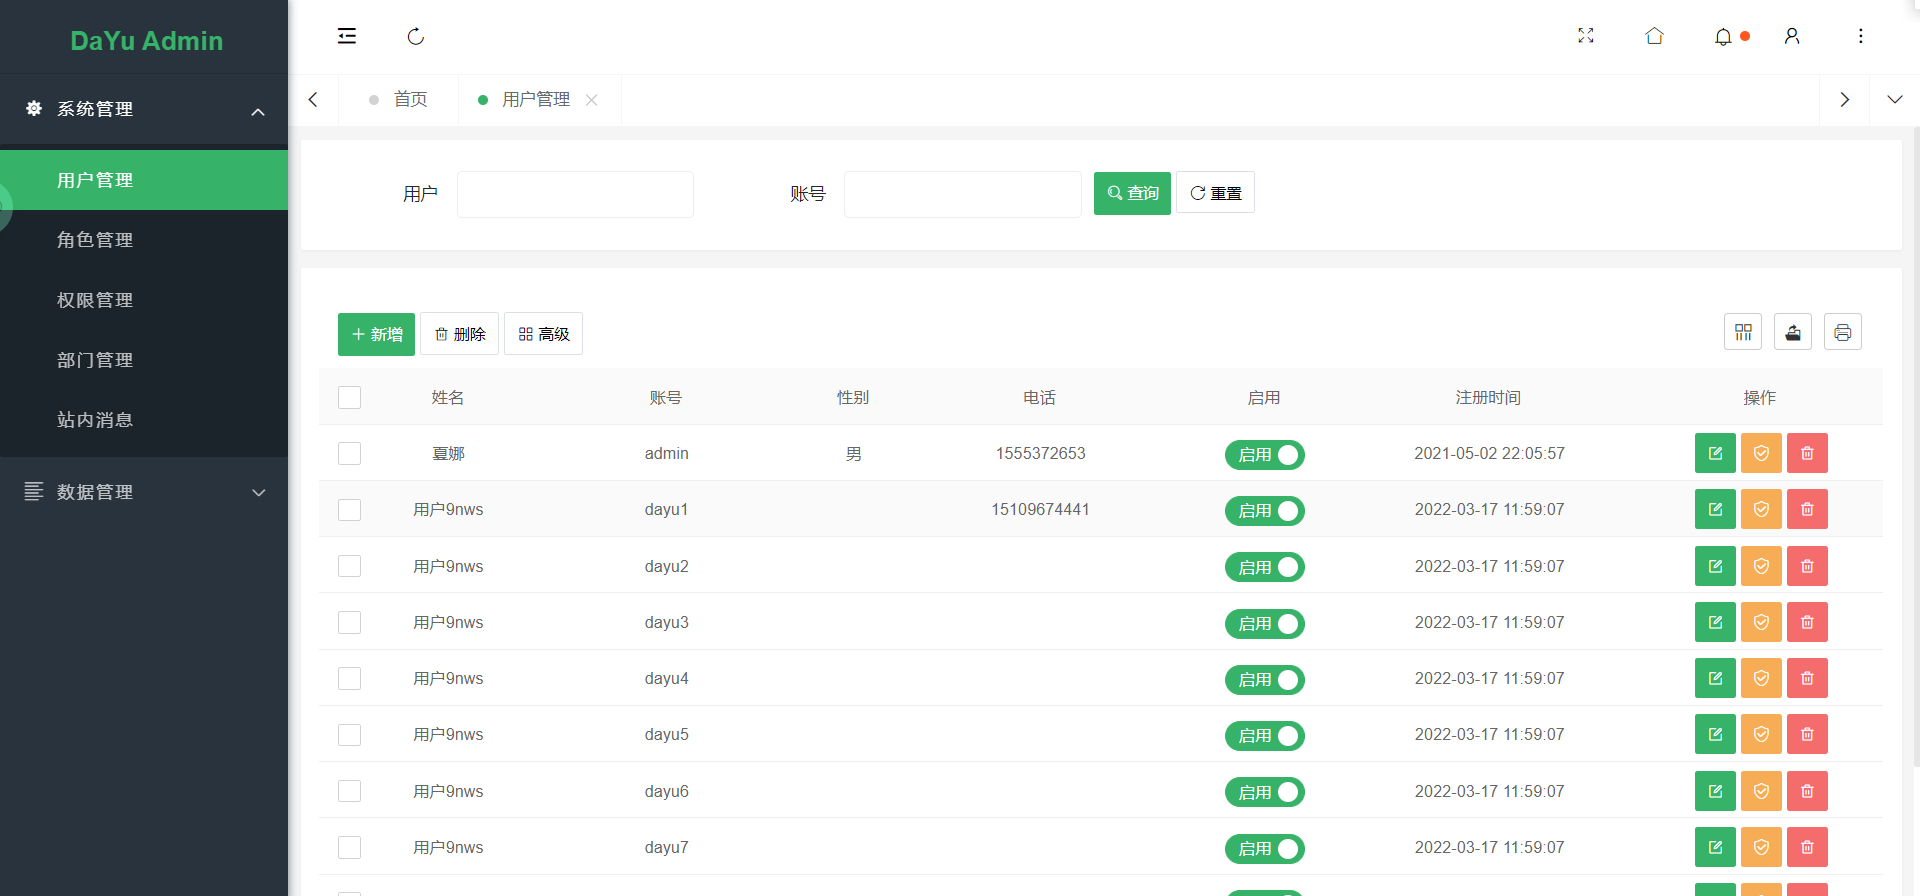 DaYu Admin
系统管理
用户管理
角色管理
权限管理
部门管理
站内消息
数据管理
首页 用户管理
用户 账号 查询 重置
新增 删除 高级
姓名 账号 性别 电话 启用 注册时间 操作
夏娜 admin 男 1555372653 启用 2021-05-02 22:05:57
用户9nws dayu1 15109674441 启用 2022-03-17 11:59:07
用户9nws dayu2 启用 2022-03-17 11:59:07
用户9nws dayu3 启用 2022-03-17 11:59:07
用户9nws dayu4 启用 2022-03-17 11:59:07
用户9nws dayu5 启用 2022-03-17 11:59:07
用户9nws dayu6 启用 2022-03-17 11:59:07
用户9nws dayu7 启用 2022-03-17 11:59:07